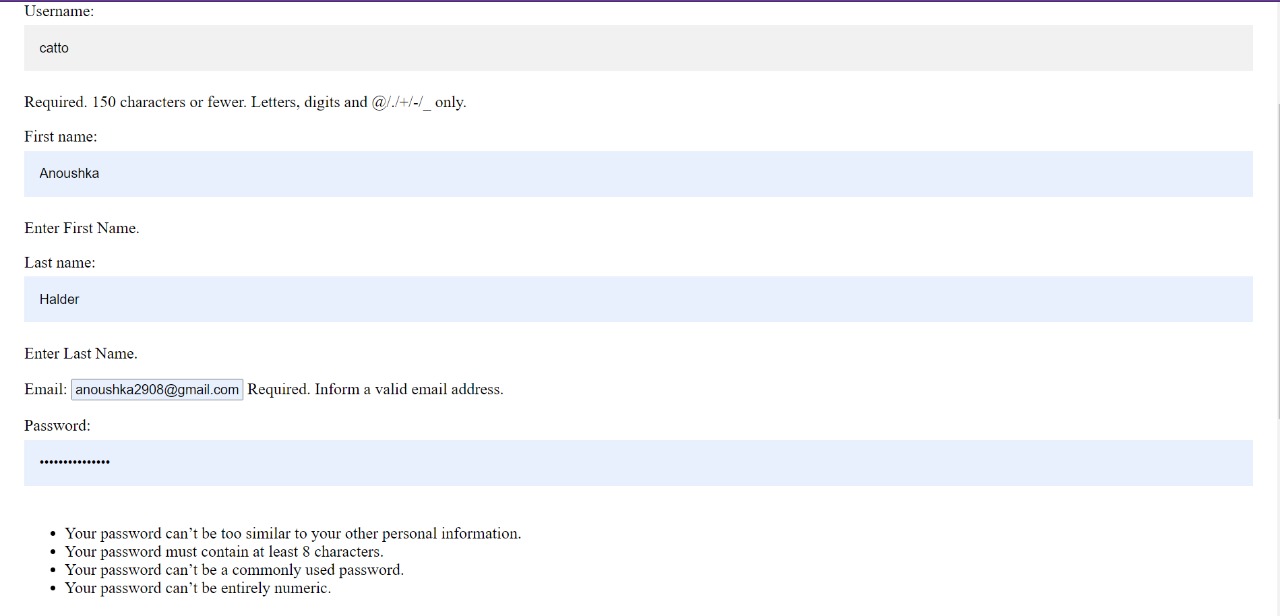 Username:
catto
Required. 150 characters or fewer. Letters, digits and @/./+/-/_ only.
First name:
Anoushka
Enter First Name.
Last name:
Halder
Enter Last Name.
Email: anoushka2908@gmail.com Required. Inform a valid email address.
Password:
•••••••••••••••
• Your password can’t be too similar to your other personal information.
• Your password must contain at least 8 characters.
• Your password can’t be a commonly used password.
• Your password can’t be entirely numeric.